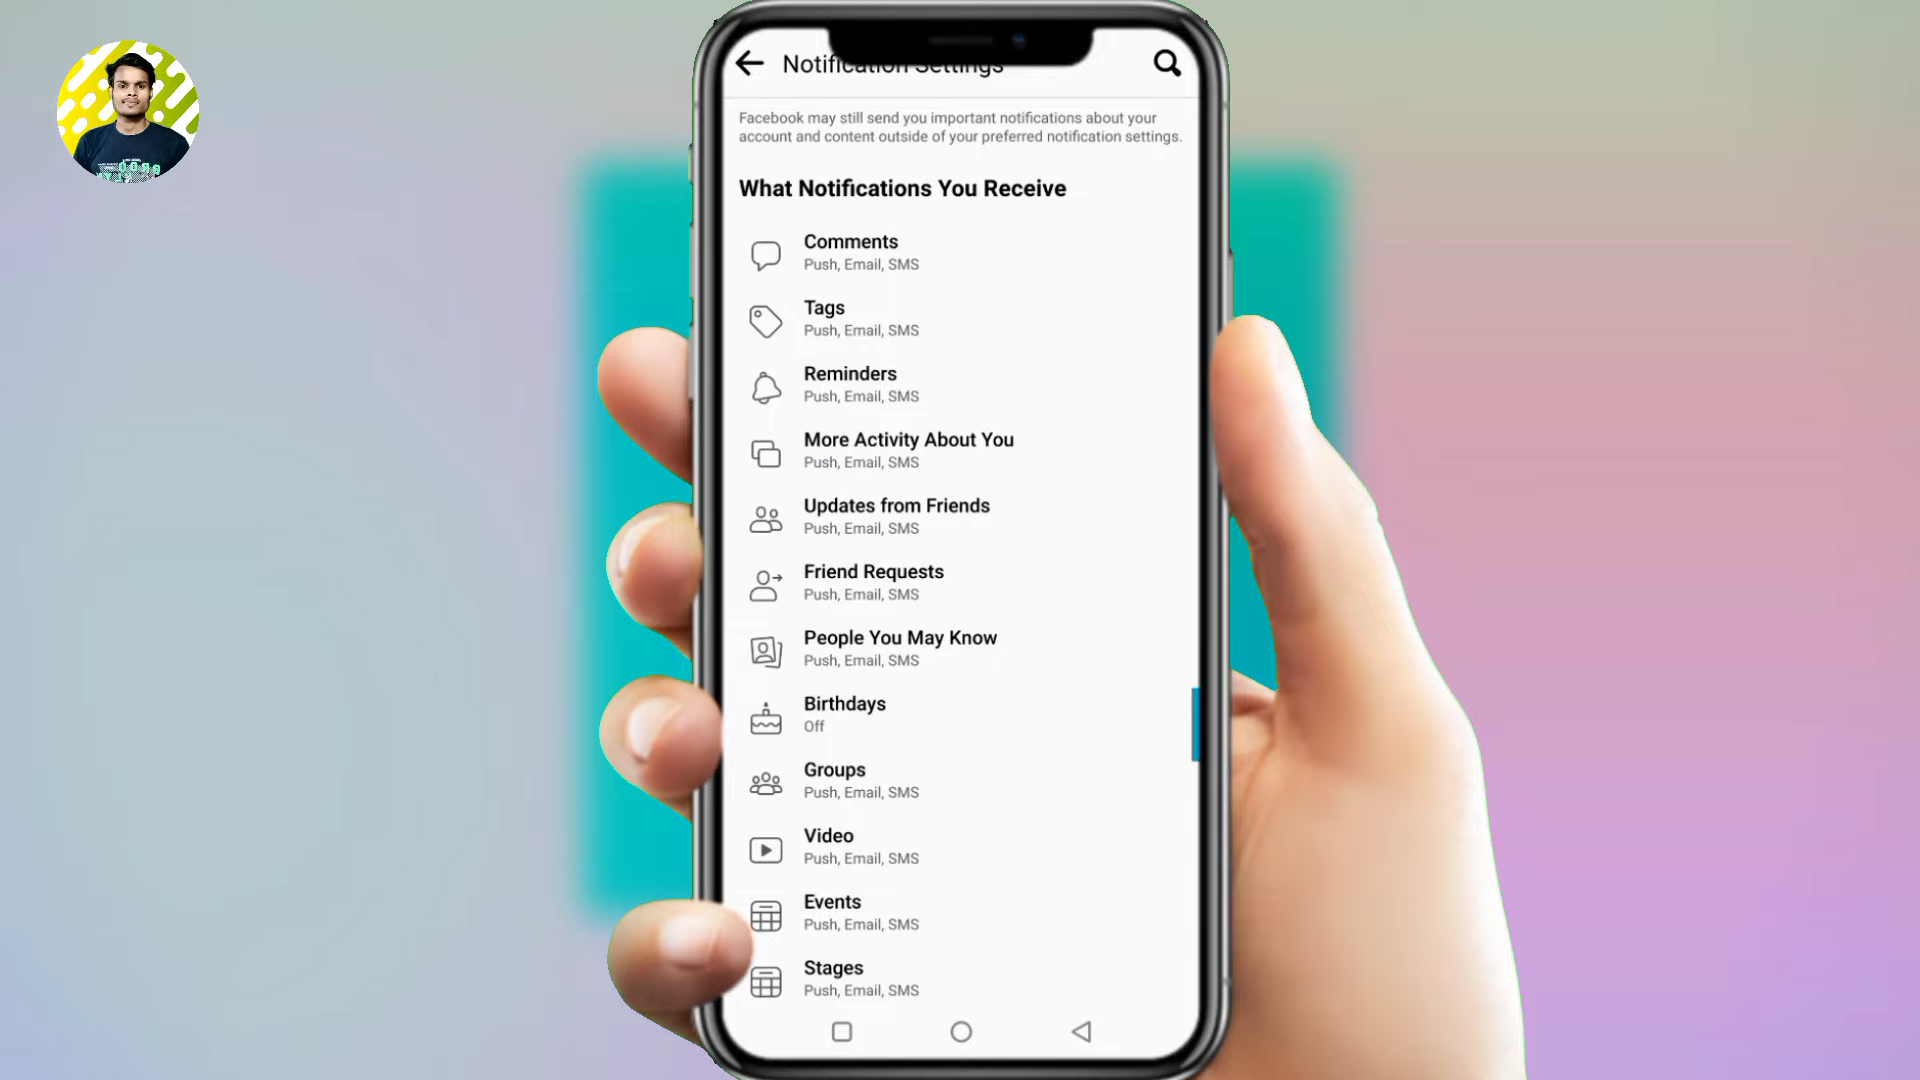 Notification Settings
Facebook may still send you important notifications about your
account and content outside of your preferred notification settings.
What Notifications You Receive
Comments
Push, Email, SMS
Tags
Push, Email, SMS
Reminders
Push, Email, SMS
More Activity About You
Push, Email, SMS
Updates from Friends
Push, Email, SMS
Friend Requests
Push, Email, SMS
People You May Know
Push, Email, SMS
Birthdays
Off
Groups
Push, Email, SMS
Video
Push, Email, SMS
Events
Push, Email, SMS
Stages
Push, Email, SMS